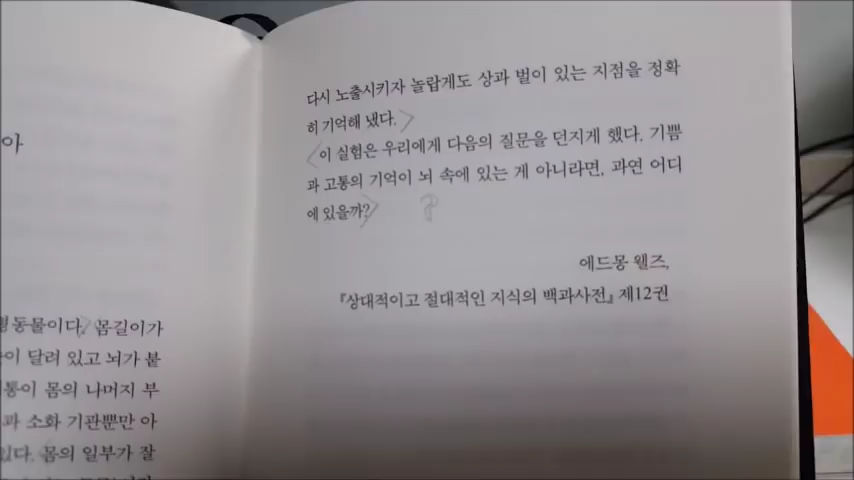 아
형동물이다. 몸길이가
이 달려 있고 뇌가 붙
통이 몸의 나머지 부
과 소화 기관뿐만 아
있다. 몸의 일부가 잘
다시 노출시키자 놀랍게도 상과 벌이 있는 지점을 정확
히 기억해 냈다.
이 실험은 우리에게 다음의 질문을 던지게 했다. 기쁨
과 고통의 기억이 뇌 속에 있는 게 아니라면, 과연 어디
에 있을까?
에드몽 웰즈,
『상대적이고 절대적인 지식의 백과사전』 제12권